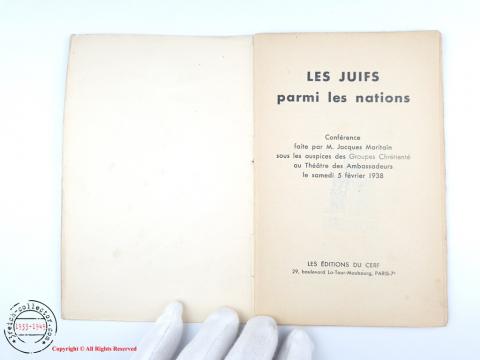 LES JUIFS
parmi les nations
Conférence
faite par M. Jacques Maritain
sous les auspices des Groupes Chrétienté
au Théâtre des Ambassadeurs
le samedi 5 février 1938
LES ÉDITIONS DU CERF
29, boulevard La-Tour-Maubourg, PARIS-7e
1933-1945
Copyright © All Rights Reserved